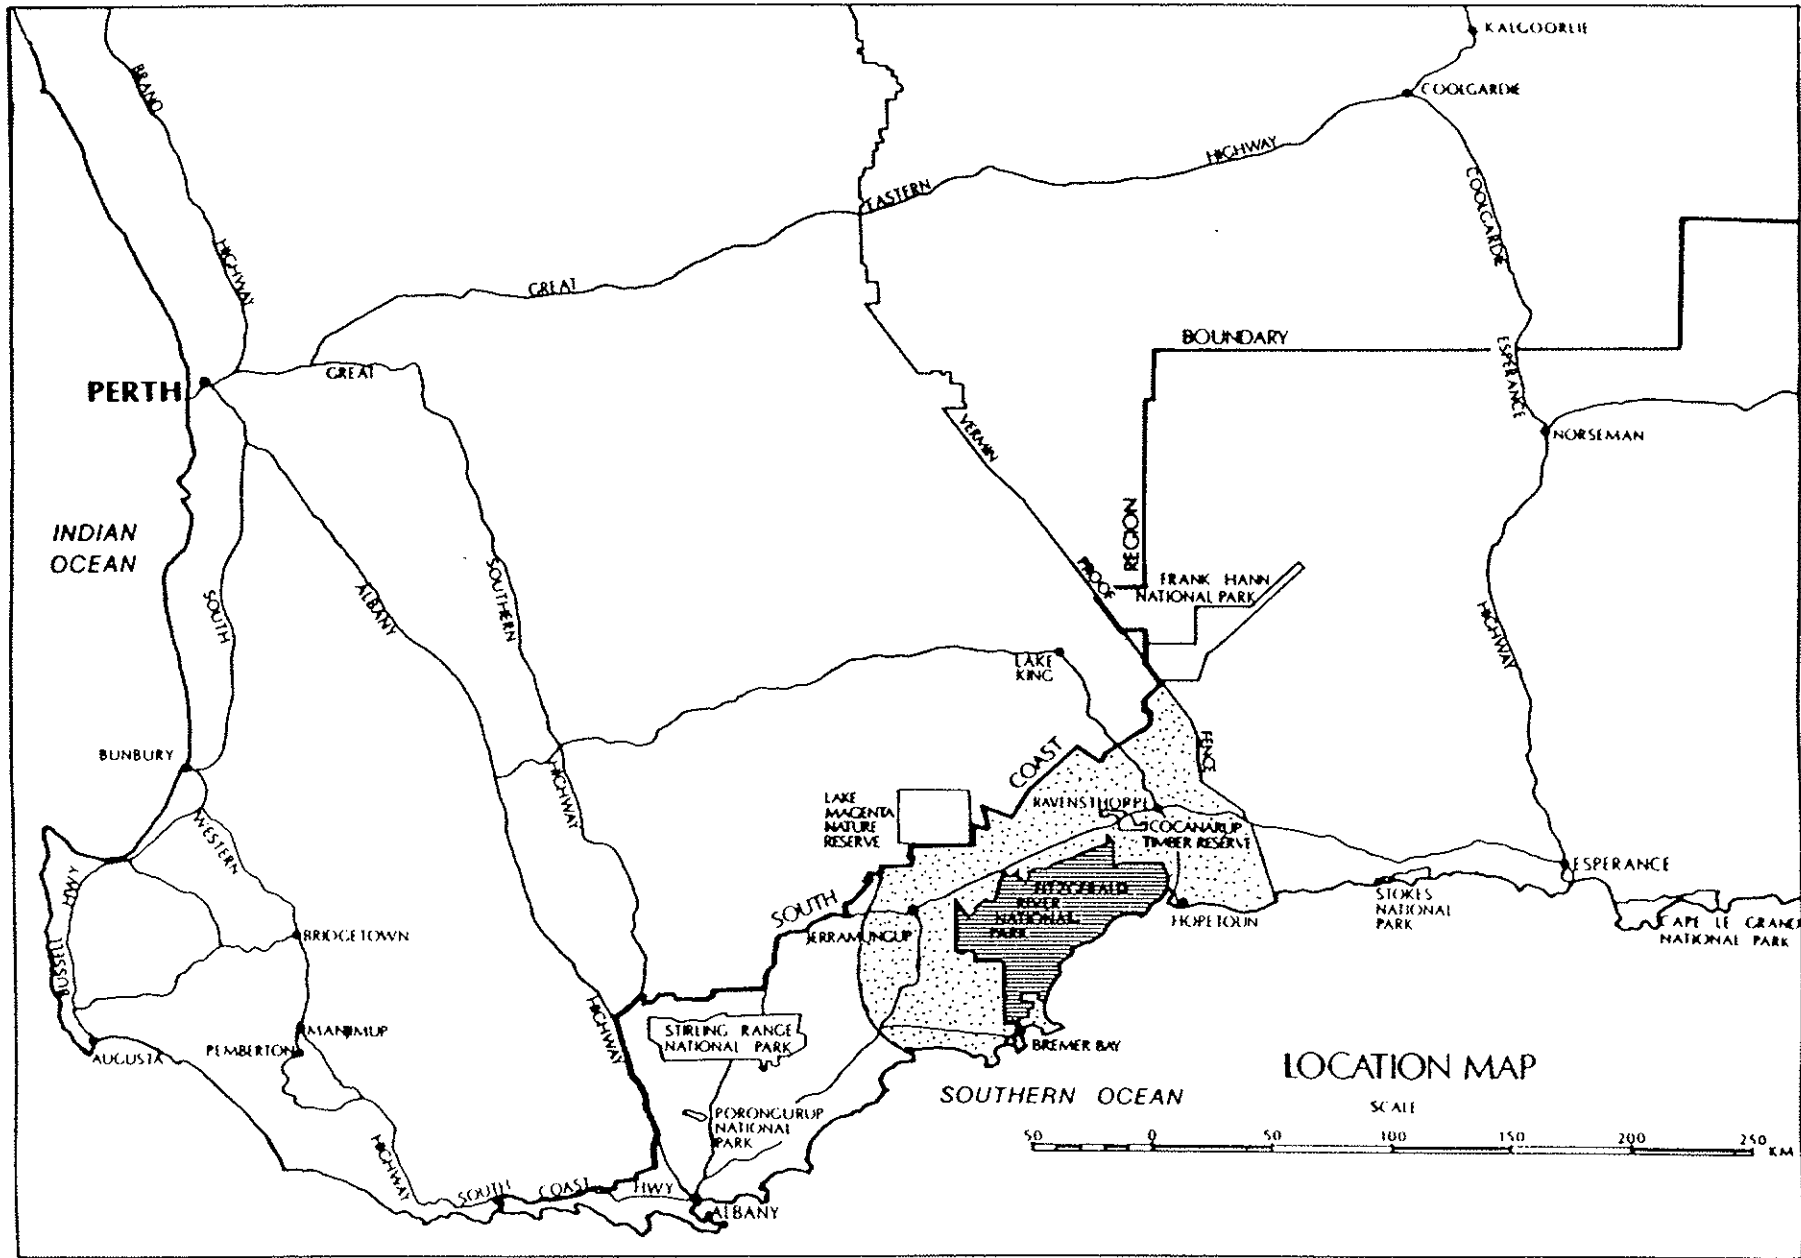 KALGOORLIE
COOLGARDIE
BRAND
HIGHWAY
GREAT
EASTERN
HIGHWAY
COOLGARDIE
ESPERANCE
HIGHWAY
BOUNDARY
PERTH
GREAT
SOUTHERN
HIGHWAY
NORSEMAN
VERMIN
PROOF
FENCE
REGION
INDIAN
OCEAN
FRANK HANN
NATIONAL PARK
SOUTH
WESTERN
HIGHWAY
ALBANY
HIGHWAY
LAKE
KING
BUNBURY
COAST
LAKE
MAGENTA
NATURE
RESERVE
RAVENSTHORPE
COCANARUP
TIMBER RESERVE
ESPERANCE
FITZGERALD
RIVER
NATIONAL
PARK
SOUTH
JERRAMUNGUP
HOPETOUN
STOKES
NATIONAL
PARK
CAPE LE GRAND
NATIONAL PARK
HWY
BUSSELL
BRIDGETOWN
MANJIMUP
PEMBERTON
AUGUSTA
STIRLING RANGE
NATIONAL PARK
BREMER BAY
PORONGURUP
NATIONAL
PARK
SOUTH COAST HWY
ALBANY
SOUTHERN OCEAN
LOCATION MAP
SCALE
50 0 50 100 150 200 250 KM